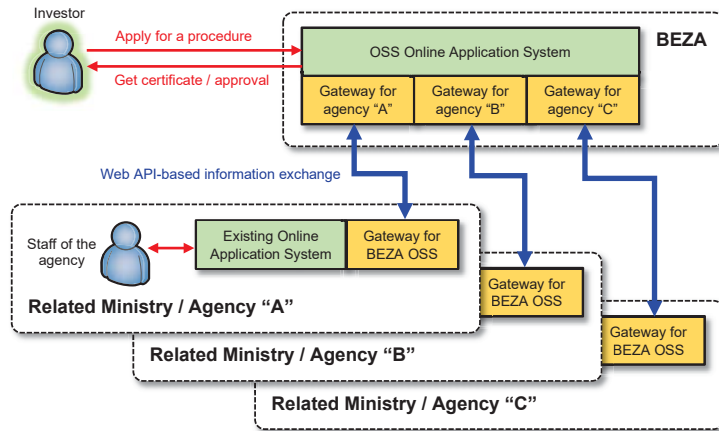 Investor
Apply for a procedure
Get certificate / approval
OSS Online Application System
BEZA
Gateway for
agency “A”
Gateway for
agency “B”
Gateway for
agency “C”
Web API-based information exchange
Staff of the
agency
Existing Online
Application System
Gateway for
BEZA OSS
Related Ministry / Agency “A”
Gateway for
BEZA OSS
Related Ministry / Agency “B”
Gateway for
BEZA OSS
Related Ministry / Agency “C”